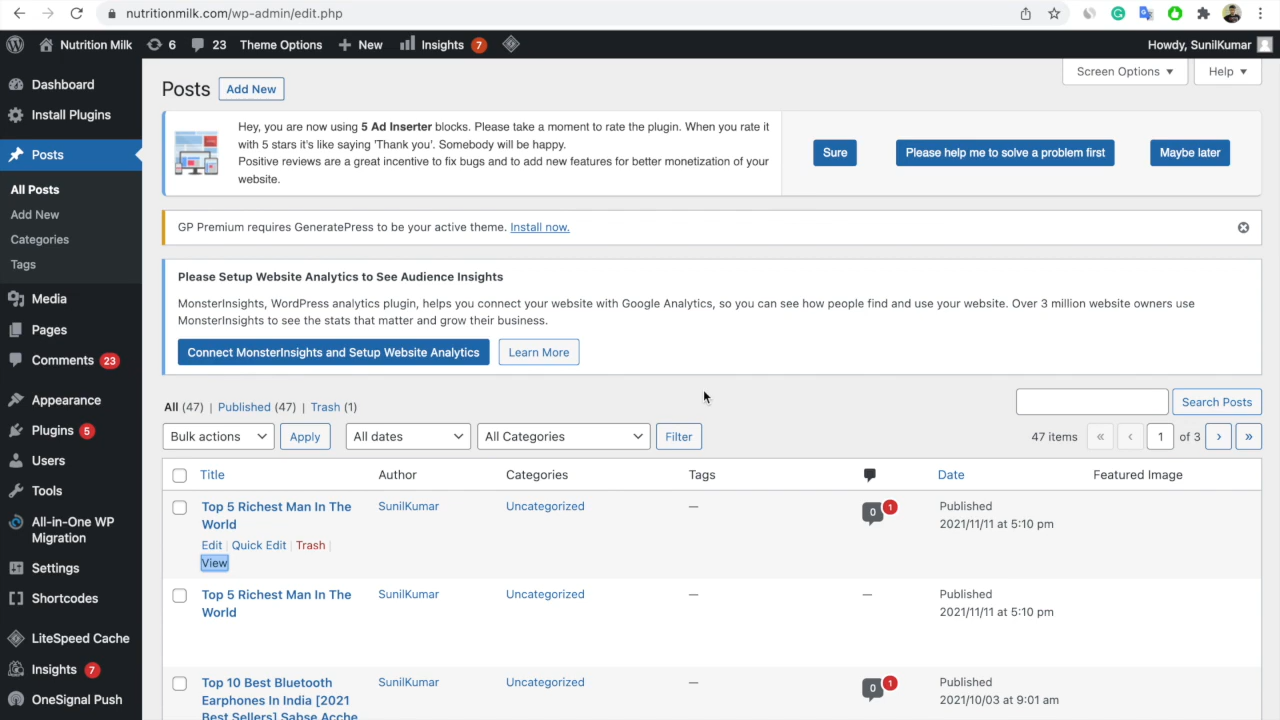 nutritionmilk.com/wp-admin/edit.php
Nutrition Milk 6 23 Theme Options New Insights 7 Howdy, SunilKumar
Dashboard
Install Plugins
Posts
All Posts
Add New
Categories
Tags
Media
Pages
Comments 23
Appearance
Plugins 5
Users
Tools
All-in-One WP
Migration
Settings
Shortcodes
LiteSpeed Cache
Insights 7
OneSignal Push
Screen Options ▼ Help ▼
Posts Add New
Hey, you are now using 5 Ad Inserter blocks. Please take a moment to rate the plugin. When you rate it
with 5 stars it's like saying 'Thank you'. Somebody will be happy.
Positive reviews are a great incentive to fix bugs and to add new features for better monetization of your
website.
Sure Please help me to solve a problem first Maybe later
GP Premium requires GeneratePress to be your active theme. Install now.
Please Setup Website Analytics to See Audience Insights
MonsterInsights, WordPress analytics plugin, helps you connect your website with Google Analytics, so you can see how people find and use your website. Over 3 million website owners use
MonsterInsights to see the stats that matter and grow their business.
Connect MonsterInsights and Setup Website Analytics Learn More
All (47) | Published (47) | Trash (1)
Search Posts
Bulk actions Apply All dates All Categories Filter 47 items « ‹ 1 of 3 › »
Title Author Categories Tags Date Featured Image
Top 5 Richest Man In The SunilKumar Uncategorized — 0 1 Published
World 2021/11/11 at 5:10 pm
Edit | Quick Edit | Trash |
View
Top 5 Richest Man In The SunilKumar Uncategorized — — Published
World 2021/11/11 at 5:10 pm
Top 10 Best Bluetooth SunilKumar Uncategorized — 0 1 Published
Earphones In India [2021 2021/10/03 at 9:01 am
Best Sellers] Sabse Acche